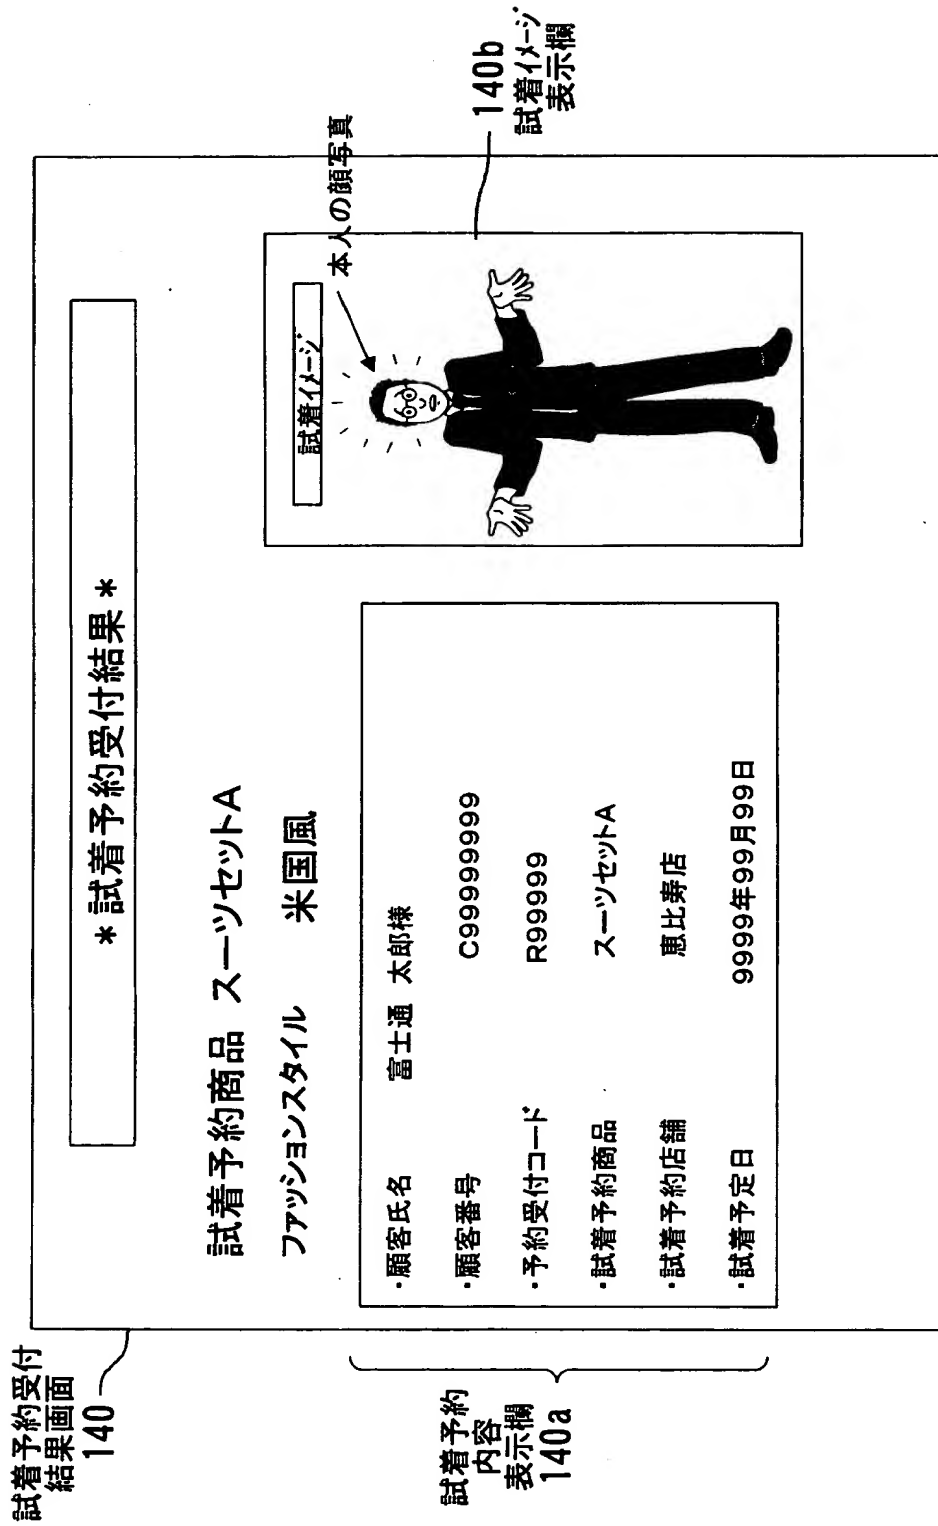 試着予約受付
結果画面
140
＊試着予約受付結果＊
試着予約商品 スーツセットA
ファッションスタイル 米国風
試着予約
内容
表示欄
140a
・顧客氏名 富士通 太郎様
・顧客番号 C99999999
・予約受付コード R99999
・試着予約商品 スーツセットA
・試着予約店舗 恵比寿店
・試着予定日 9999年99月99日
試着イメージ
本人の顔写真
140b
試着イメージ
表示欄